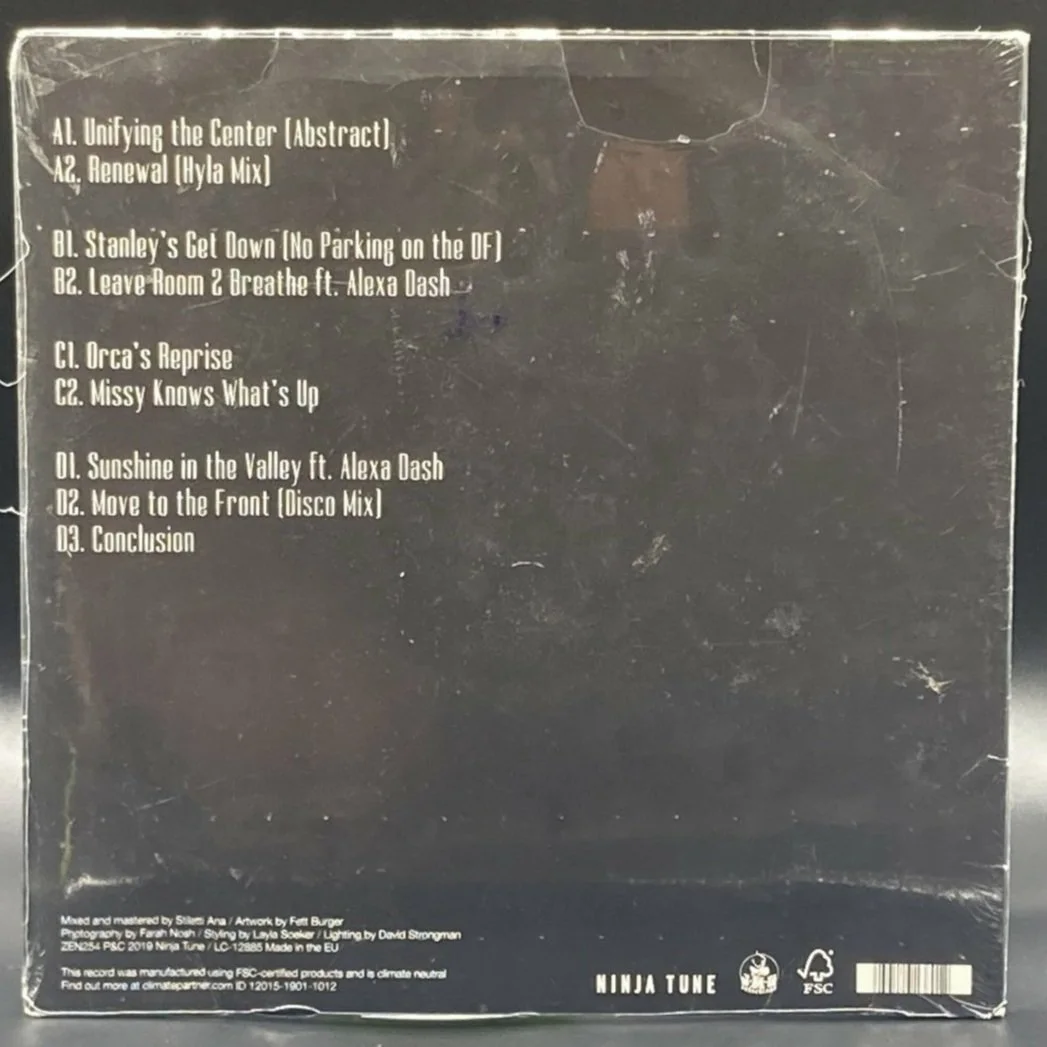 A1. Unifying the Center (Abstract)
A2. Renewal (Hyla Mix)
B1. Stanley's Get Down (No Parking on the DF)
B2. Leave Room 2 Breathe ft. Alexa Dash
C1. Orca's Reprise
C2. Missy Knows What's Up
D1. Sunshine in the Valley ft. Alexa Dash
D2. Move to the Front (Disco Mix)
D3. Conclusion
Mixed and mastered by Stiletti Ana / Artwork by Fett Burger
Photography by Farah Nosh / Styling by Layla Soeker / Lighting by David Strongman
ZEN254 P&C 2019 Ninja Tune / LC-12885 Made in the EU
This record was manufactured using FSC-certified products and is climate neutral
Find out more at climatepartner.com ID 12015-1901-1012
NINJA TUNE
FSC